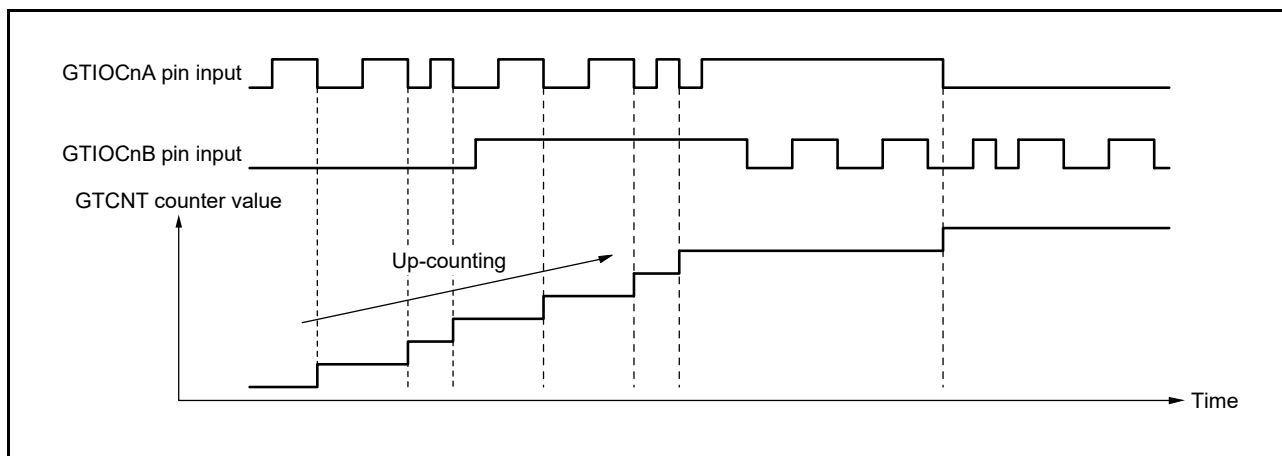 GTIOCnA pin input
GTIOCnB pin input
GTCNT counter value
Up-counting
Time